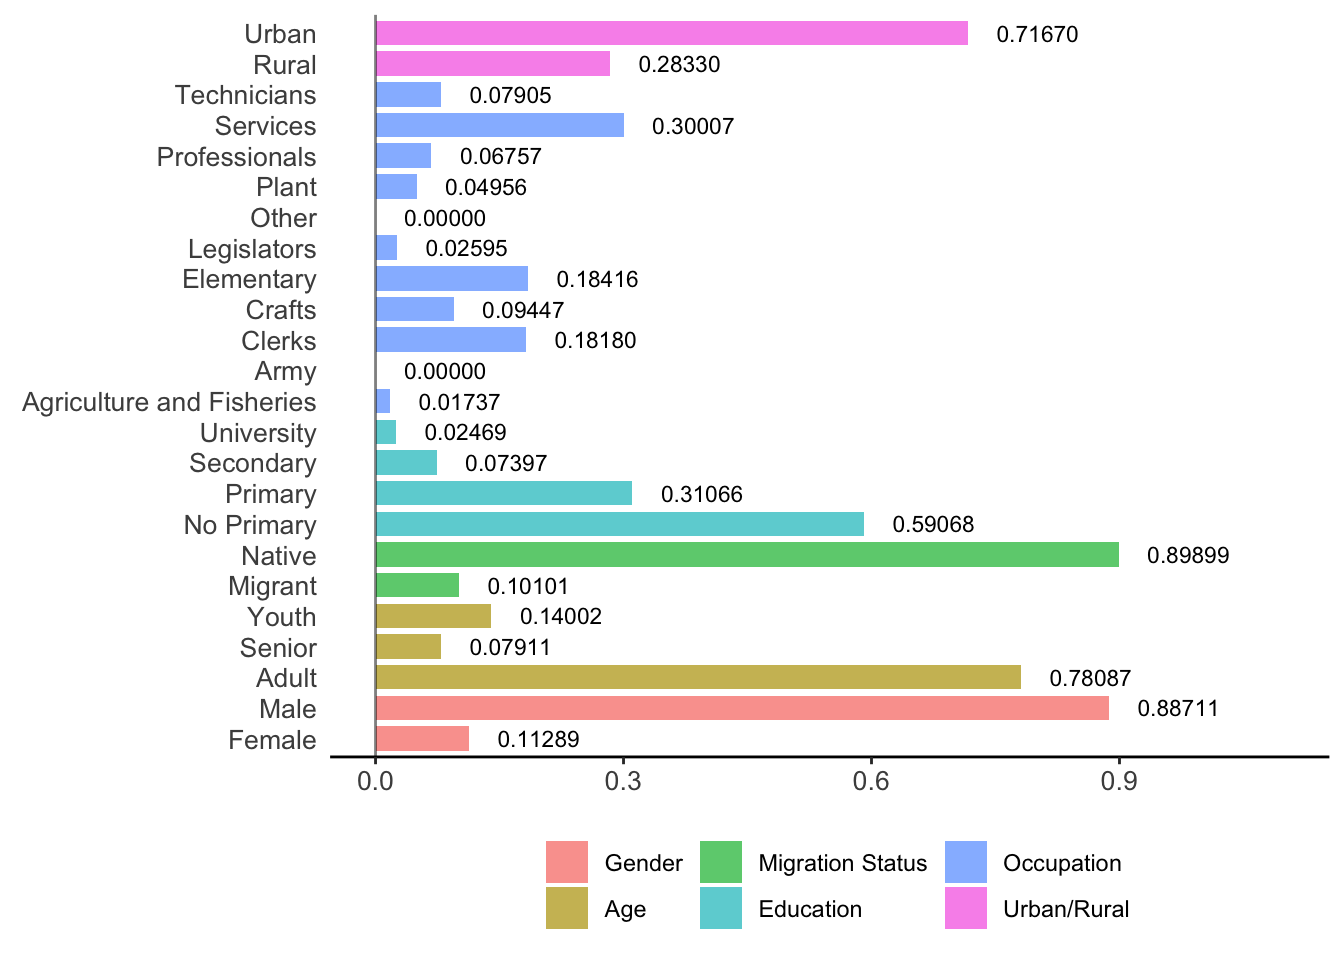 Urban 0.71670
Rural 0.28330
Technicians 0.07905
Services 0.30007
Professionals 0.06757
Plant 0.04956
Other 0.00000
Legislators 0.02595
Elementary 0.18416
Crafts 0.09447
Clerks 0.18180
Army 0.00000
Agriculture and Fisheries 0.01737
University 0.02469
Secondary 0.07397
Primary 0.31066
No Primary 0.59068
Native 0.89899
Migrant 0.10101
Youth 0.14002
Senior 0.07911
Adult 0.78087
Male 0.88711
Female 0.11289
0.0 0.3 0.6 0.9
Gender Migration Status Occupation
Age Education Urban/Rural